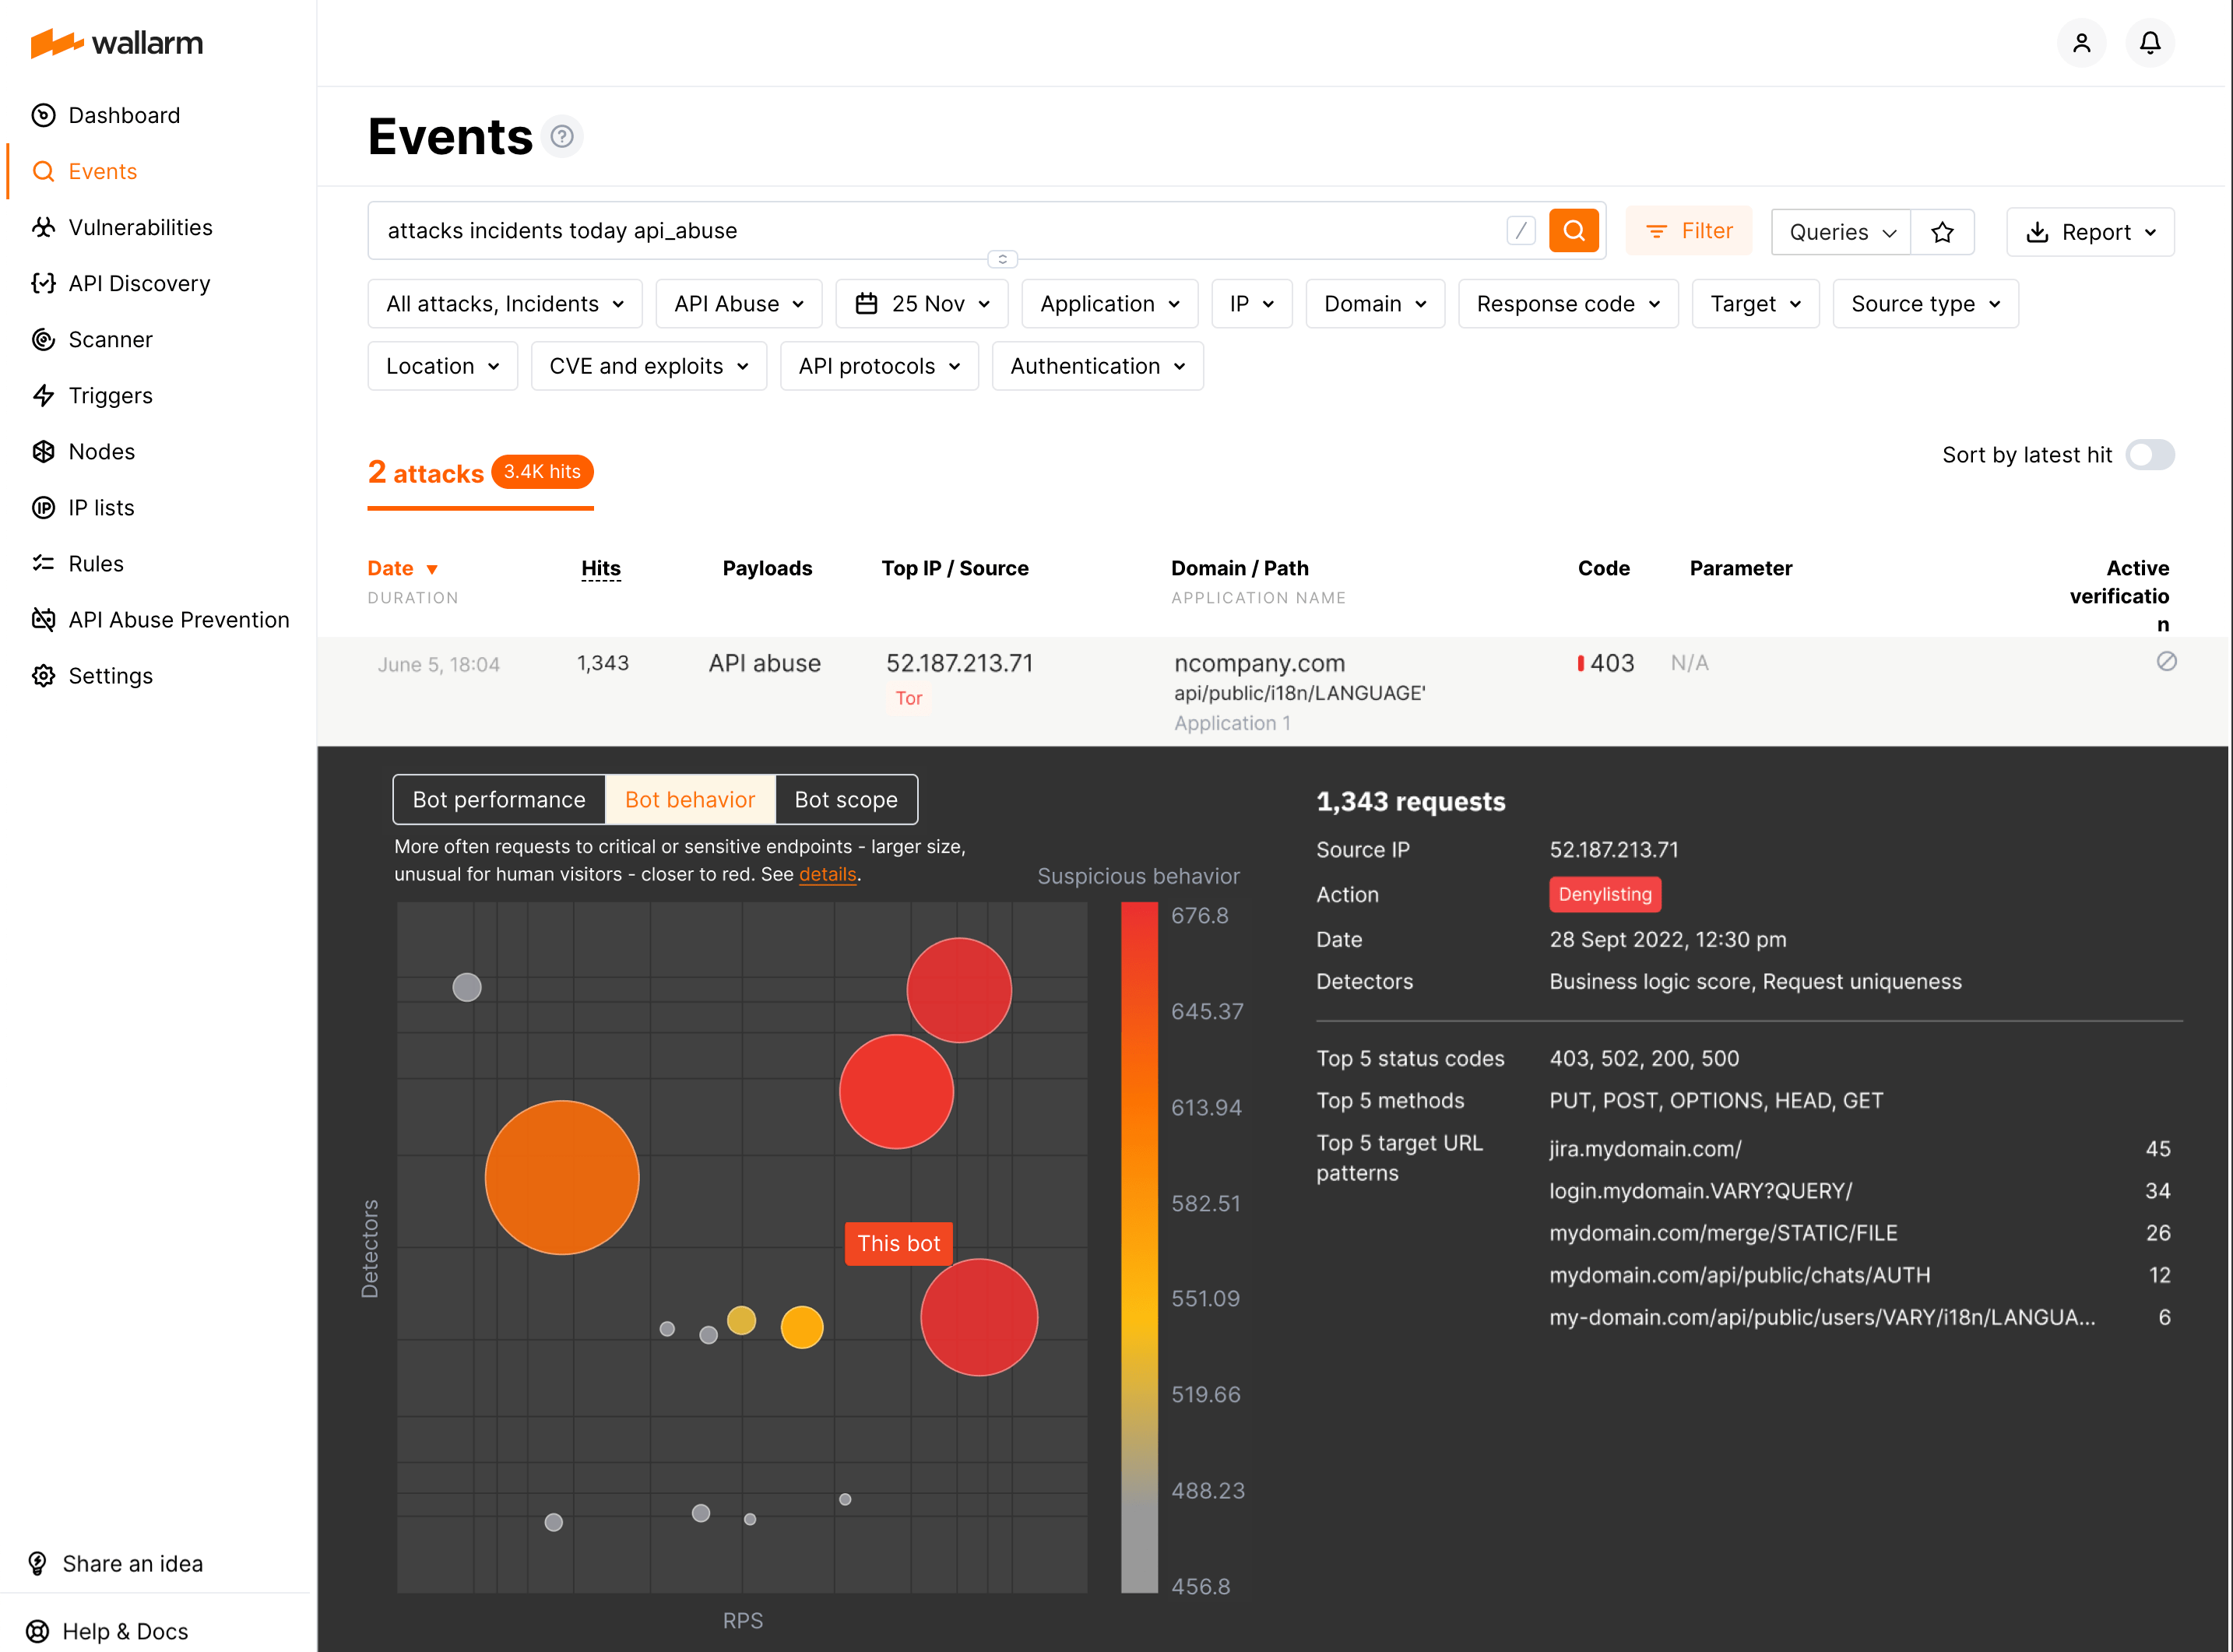 wallarm
Dashboard
Events
Vulnerabilities
API Discovery
Scanner
Triggers
Nodes
IP lists
Rules
API Abuse Prevention
Settings
Share an idea
Help & Docs
Events ?
attacks incidents today api_abuse /
Filter
Queries
Report
All attacks, Incidents
API Abuse
25 Nov
Application
IP
Domain
Response code
Target
Source type
Location
CVE and exploits
API protocols
Authentication
2 attacks 3.4K hits
Sort by latest hit
Date ▼ Hits Payloads Top IP / Source Domain / Path Code Parameter Active
verificatio
n
DURATION APPLICATION NAME
June 5, 18:04 1,343 API abuse 52.187.213.71 ncompany.com 403 N/A
Tor api/public/i18n/LANGUAGE'
Application 1
Bot performance Bot behavior Bot scope
More often requests to critical or sensitive endpoints - larger size,
unusual for human visitors - closer to red. See details.
Suspicious behavior
676.8
645.37
613.94
582.51
551.09
519.66
488.23
456.8
Detectors
This bot
RPS
1,343 requests
Source IP 52.187.213.71
Action Denylisting
Date 28 Sept 2022, 12:30 pm
Detectors Business logic score, Request uniqueness
Top 5 status codes 403, 502, 200, 500
Top 5 methods PUT, POST, OPTIONS, HEAD, GET
Top 5 target URL
patterns
jira.mydomain.com/ 45
login.mydomain.VARY?QUERY/ 34
mydomain.com/merge/STATIC/FILE 26
mydomain.com/api/public/chats/AUTH 12
my-domain.com/api/public/users/VARY/i18n/LANGUA... 6